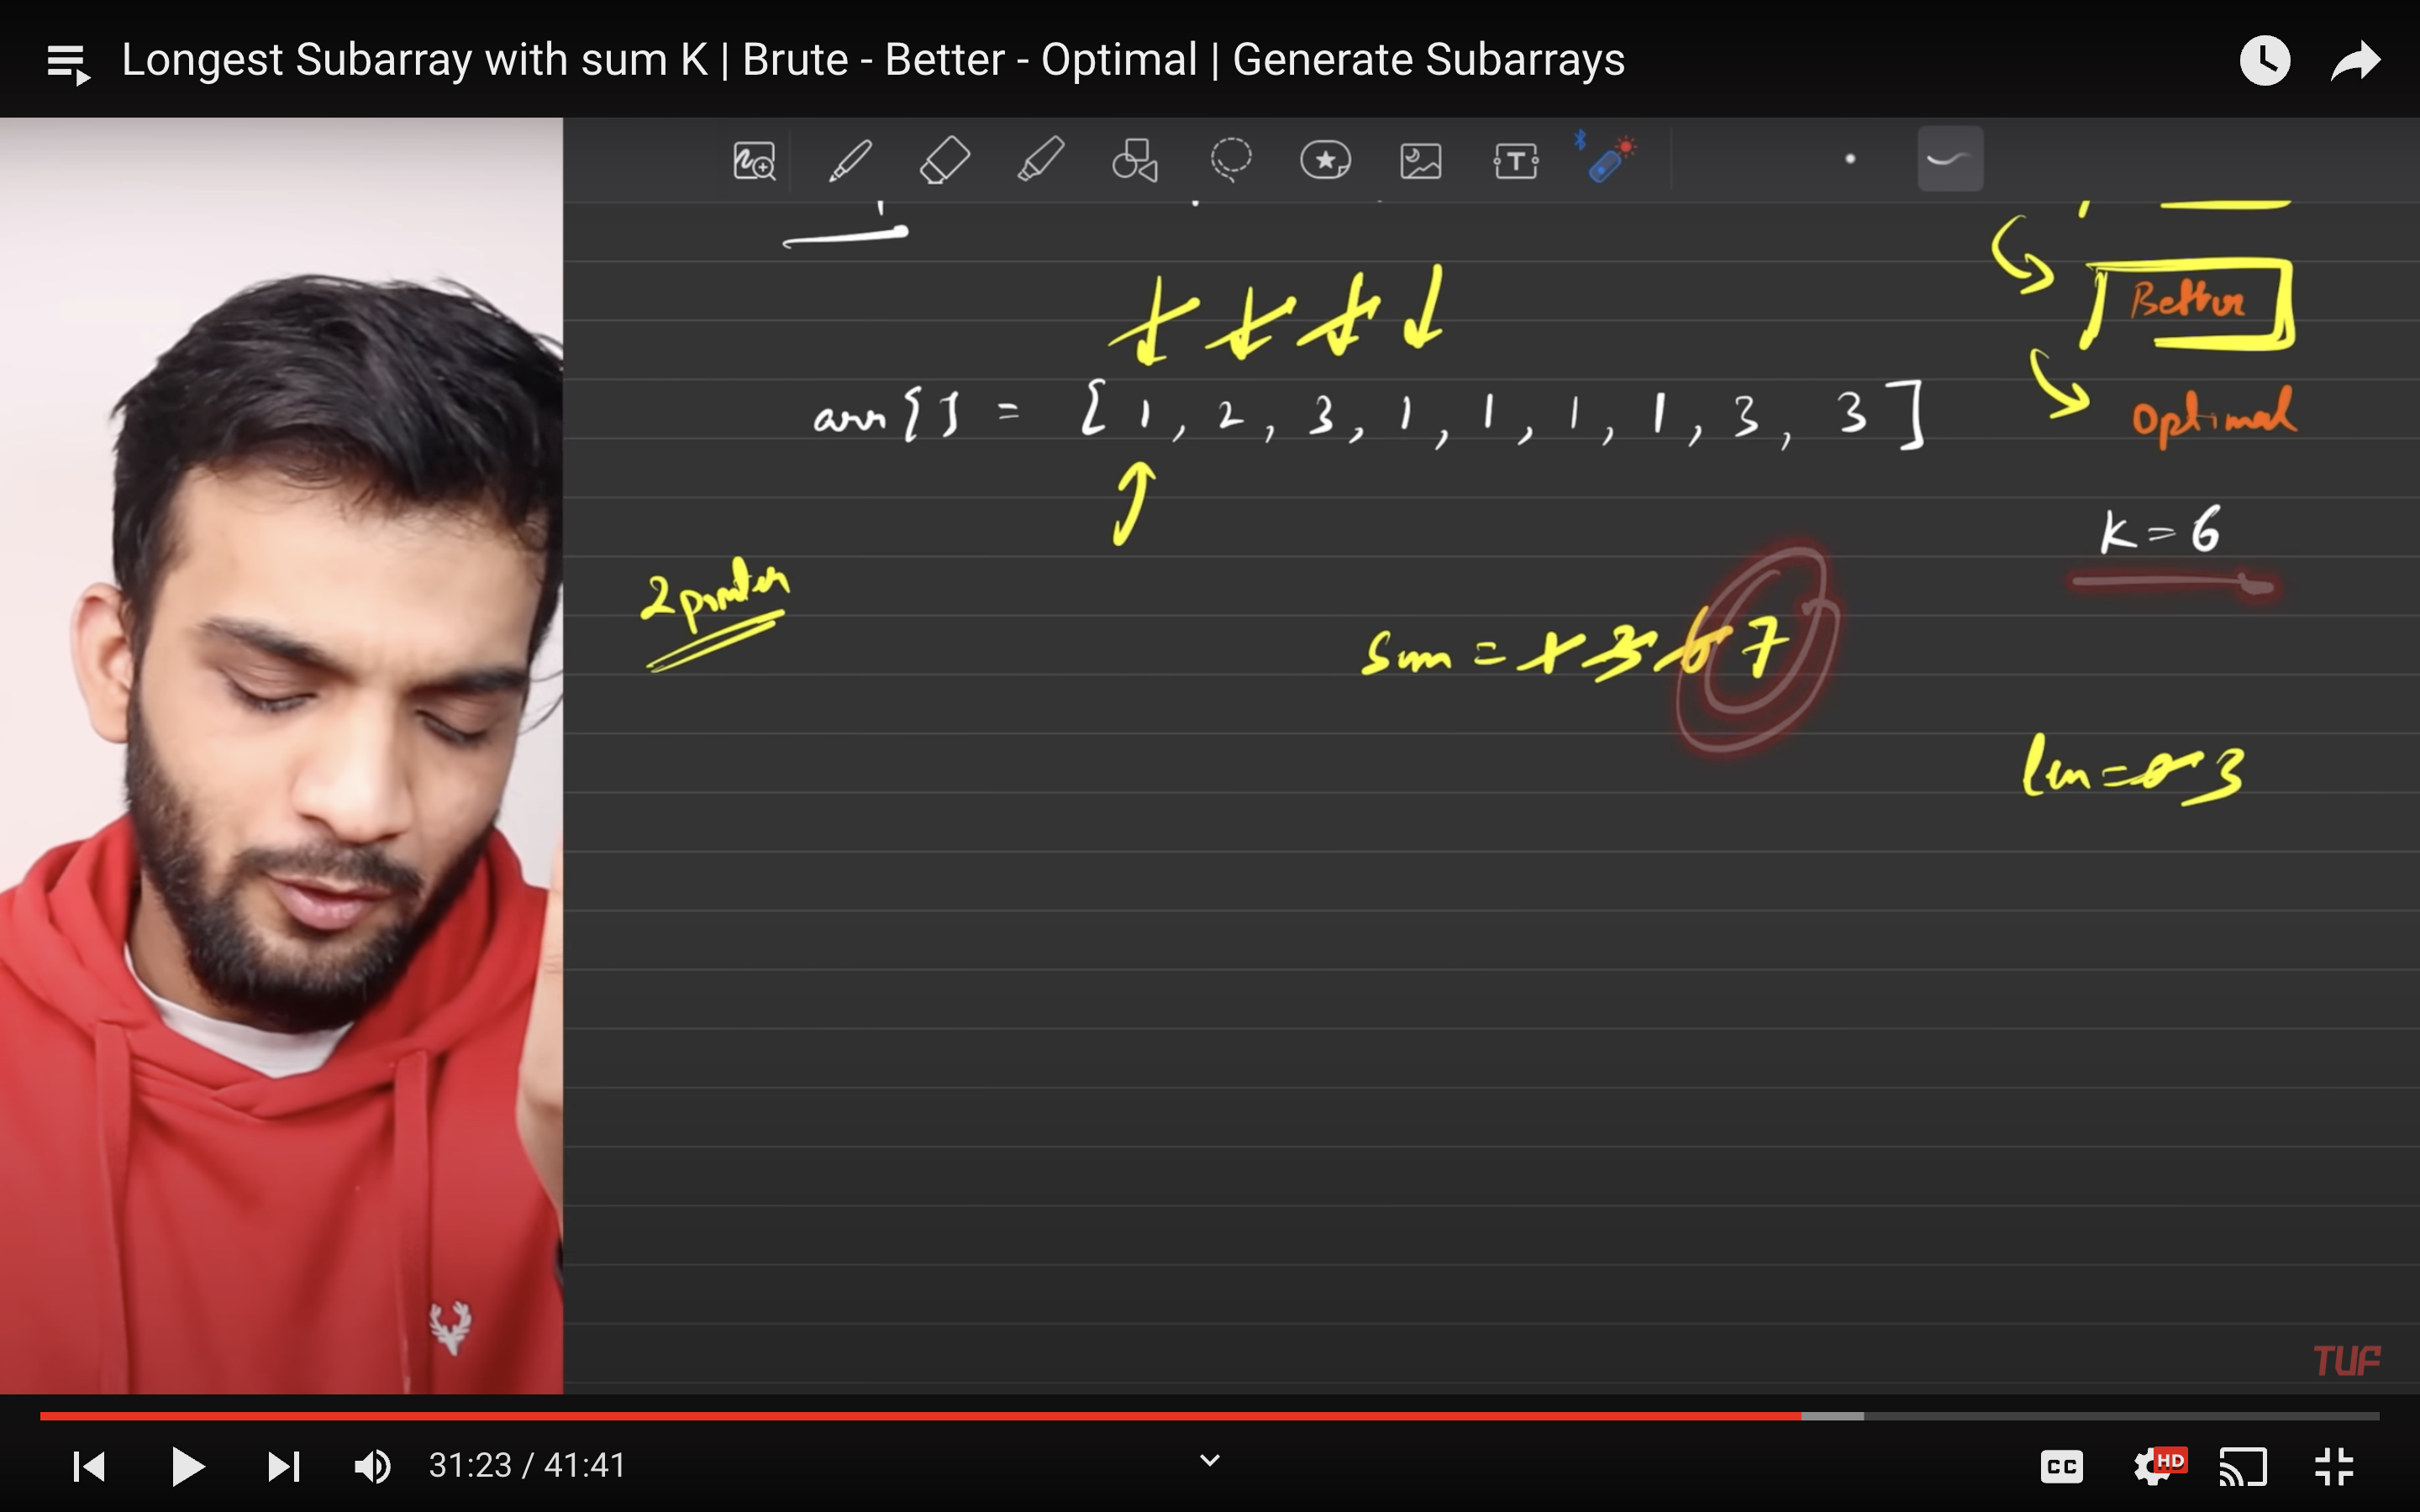 Longest Subarray with sum K | Brute - Better - Optimal | Generate Subarrays
Better
arr[] = [1, 2, 3, 1, 1, 1, 1, 3, 3]
Optimal
K = 6
2 pointer
Sum = 1 3 6 7
len = 0 3
TUF
31:23 / 41:41
CC
HD